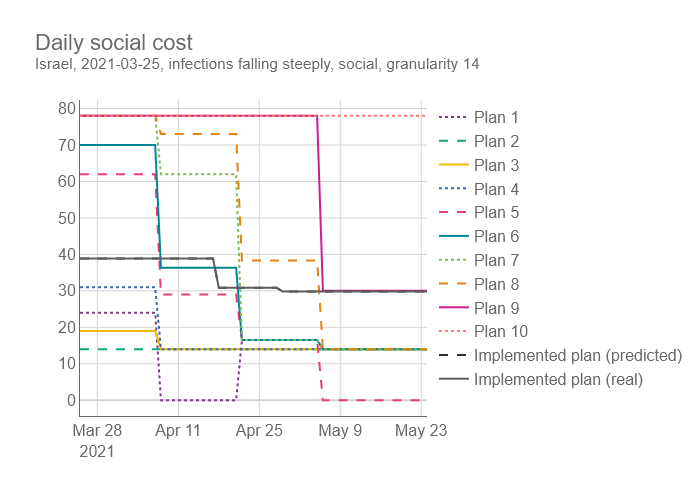 Daily social cost
Israel, 2021-03-25, infections falling steeply, social, granularity 14
80
70
60
50
40
30
20
10
0
Mar 28
2021
Apr 11
Apr 25
May 9
May 23
Plan 1
Plan 2
Plan 3
Plan 4
Plan 5
Plan 6
Plan 7
Plan 8
Plan 9
Plan 10
Implemented plan (predicted)
Implemented plan (real)